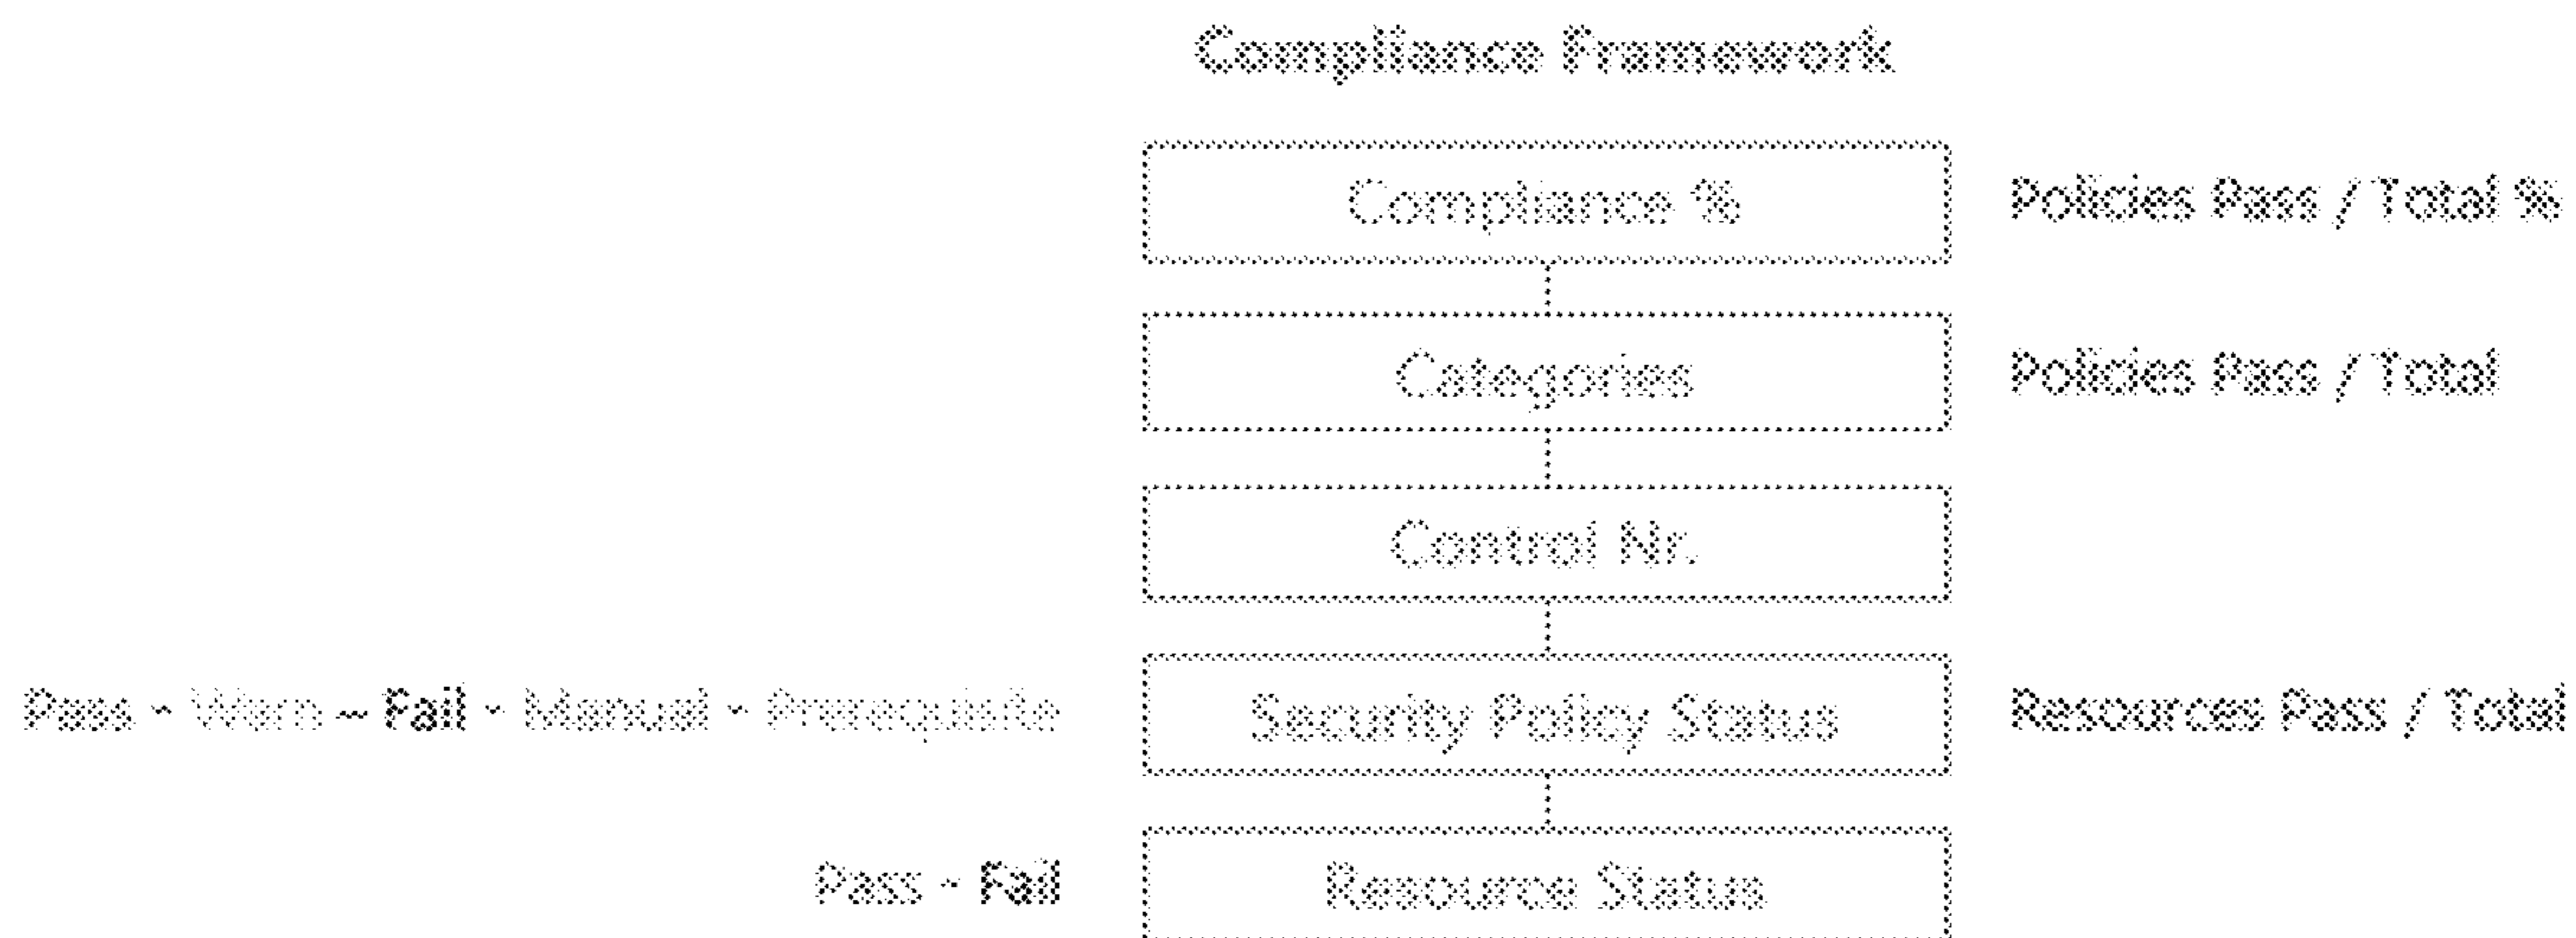 Compliance Framework
Compliance % Policies Pass / Total %
Categories Policies Pass / Total
Control Nr.
Pass - Warn - Fail - Manual - Prerequisite Security Policy Status Resources Pass / Total
Pass - Fail Resource Status